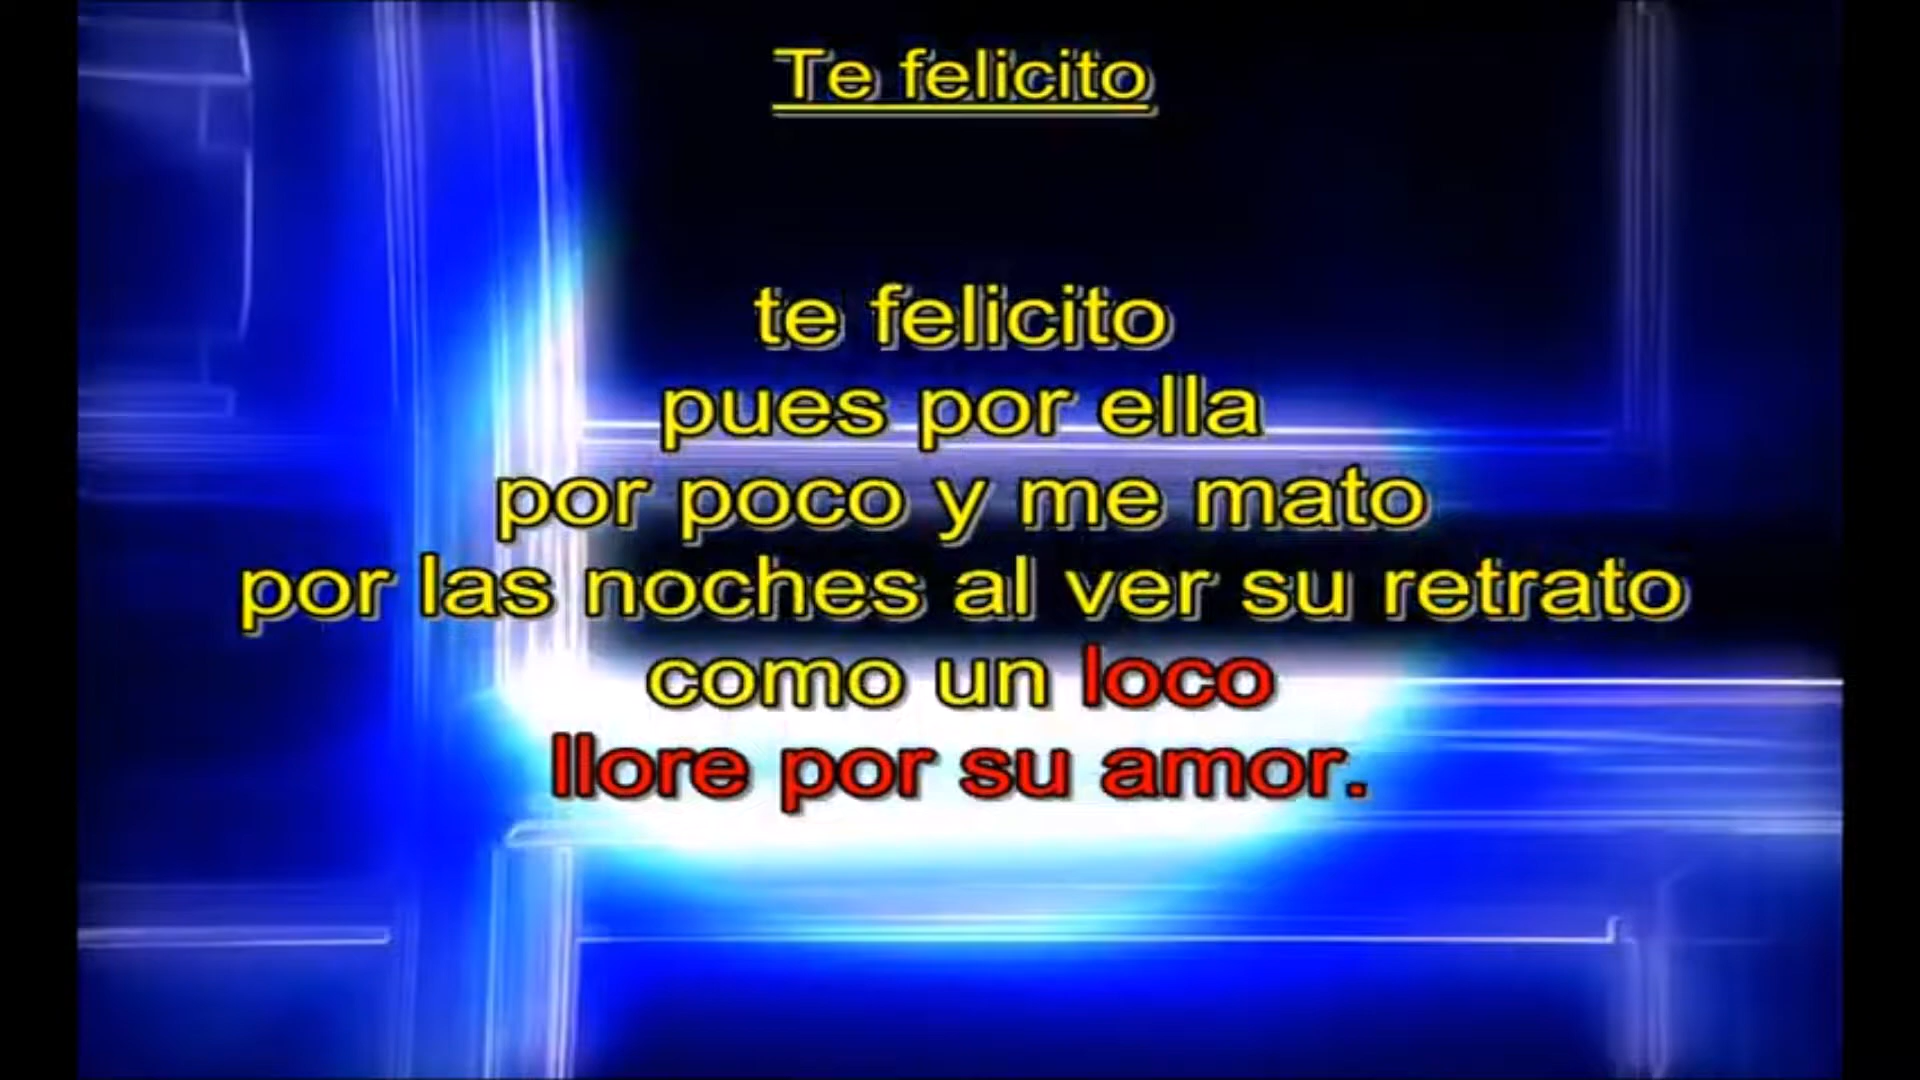 Te felicito
te felicito
pues por ella
por poco y me mato
por las noches al ver su retrato
como un loco
llore por su amor.